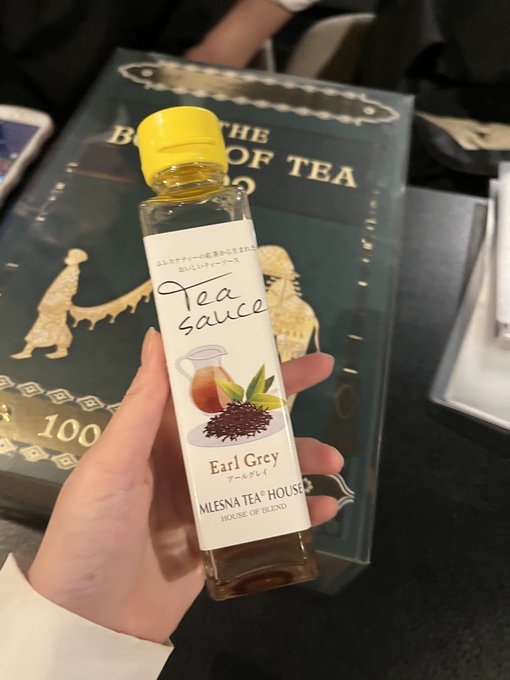 THE
B OF TEA
ムレスナティーの紅茶から生まれた
おいしいティーソース
Tea
sauce
Earl Grey
アールグレイ
MLESNA TEA© HOUSE
HOUSE OF BLEND
100